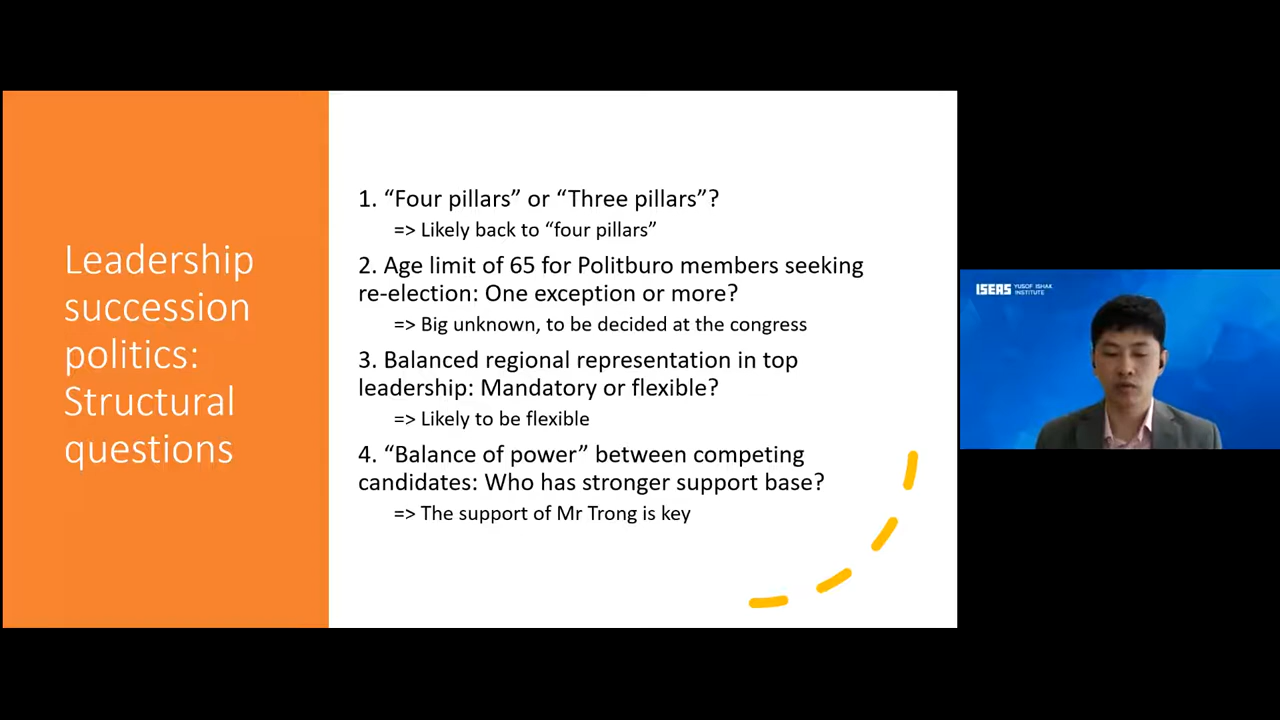 Leadership
succession
politics:
Structural
questions
1. “Four pillars” or “Three pillars”?
=> Likely back to “four pillars”
2. Age limit of 65 for Politburo members seeking
re-election: One exception or more?
=> Big unknown, to be decided at the congress
3. Balanced regional representation in top
leadership: Mandatory or flexible?
=> Likely to be flexible
4. “Balance of power” between competing
candidates: Who has stronger support base?
=> The support of Mr Trong is key
ISEAS YUSOF ISHAK
INSTITUTE